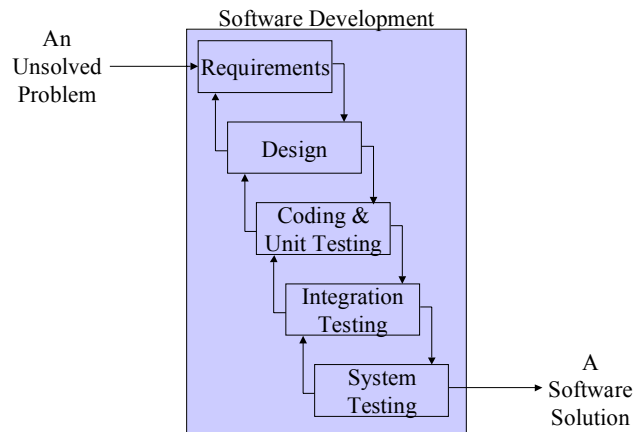 Software Development
An
Unsolved
Problem
Requirements
Design
Coding &
Unit Testing
Integration
Testing
System
Testing
A
Software
Solution